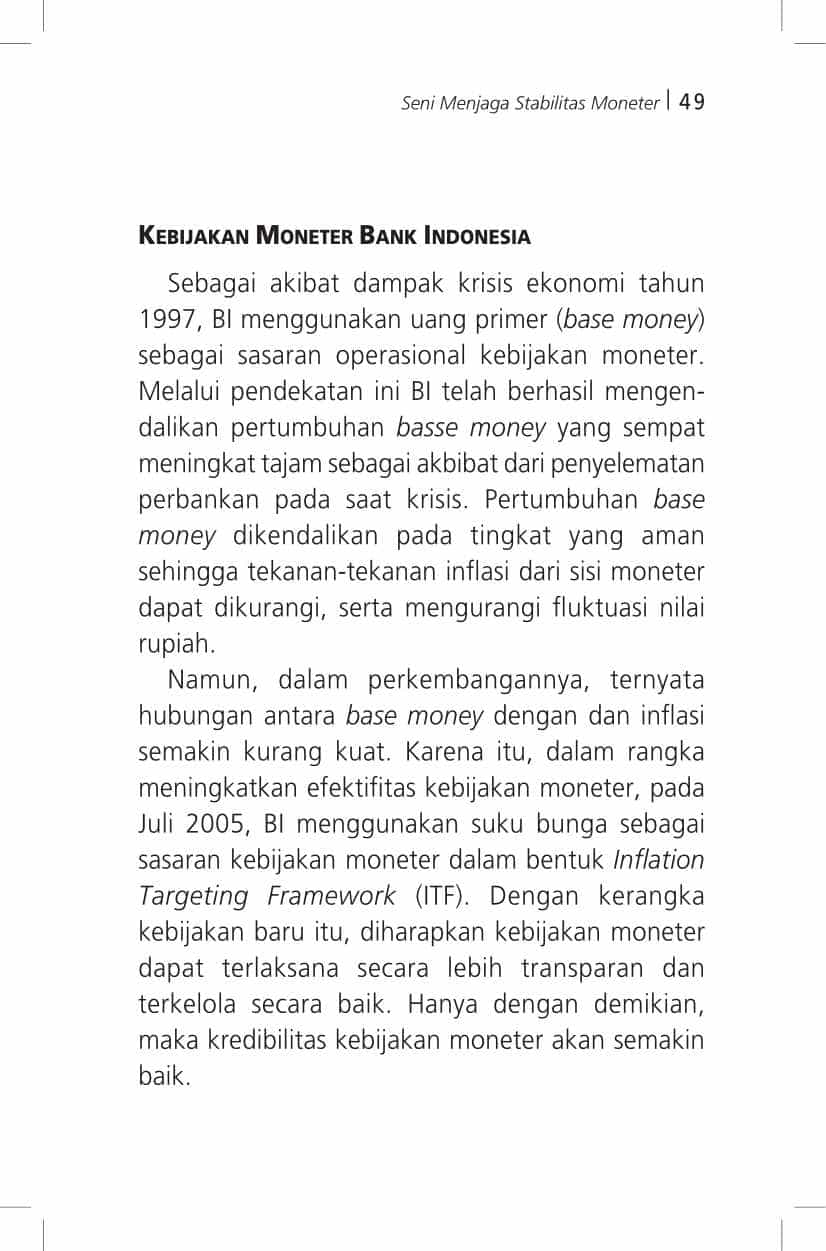 Seni Menjaga Stabilitas Moneter | 49
KEBIJAKAN MONETER BANK INDONESIA
Sebagai akibat dampak krisis ekonomi tahun
1997, BI menggunakan uang primer (base money)
sebagai sasaran operasional kebijakan moneter.
Melalui pendekatan ini BI telah berhasil mengen-
dalikan pertumbuhan basse money yang sempat
meningkat tajam sebagai akbibat dari penyelematan
perbankan pada saat krisis. Pertumbuhan base
money dikendalikan pada tingkat yang aman
sehingga tekanan-tekanan inflasi dari sisi moneter
dapat dikurangi, serta mengurangi fluktuasi nilai
rupiah.
Namun, dalam perkembangannya, ternyata
hubungan antara base money dengan dan inflasi
semakin kurang kuat. Karena itu, dalam rangka
meningkatkan efektifitas kebijakan moneter, pada
Juli 2005, BI menggunakan suku bunga sebagai
sasaran kebijakan moneter dalam bentuk Inflation
Targeting Framework (ITF). Dengan kerangka
kebijakan baru itu, diharapkan kebijakan moneter
dapat terlaksana secara lebih transparan dan
terkelola secara baik. Hanya dengan demikian,
maka kredibilitas kebijakan moneter akan semakin
baik.